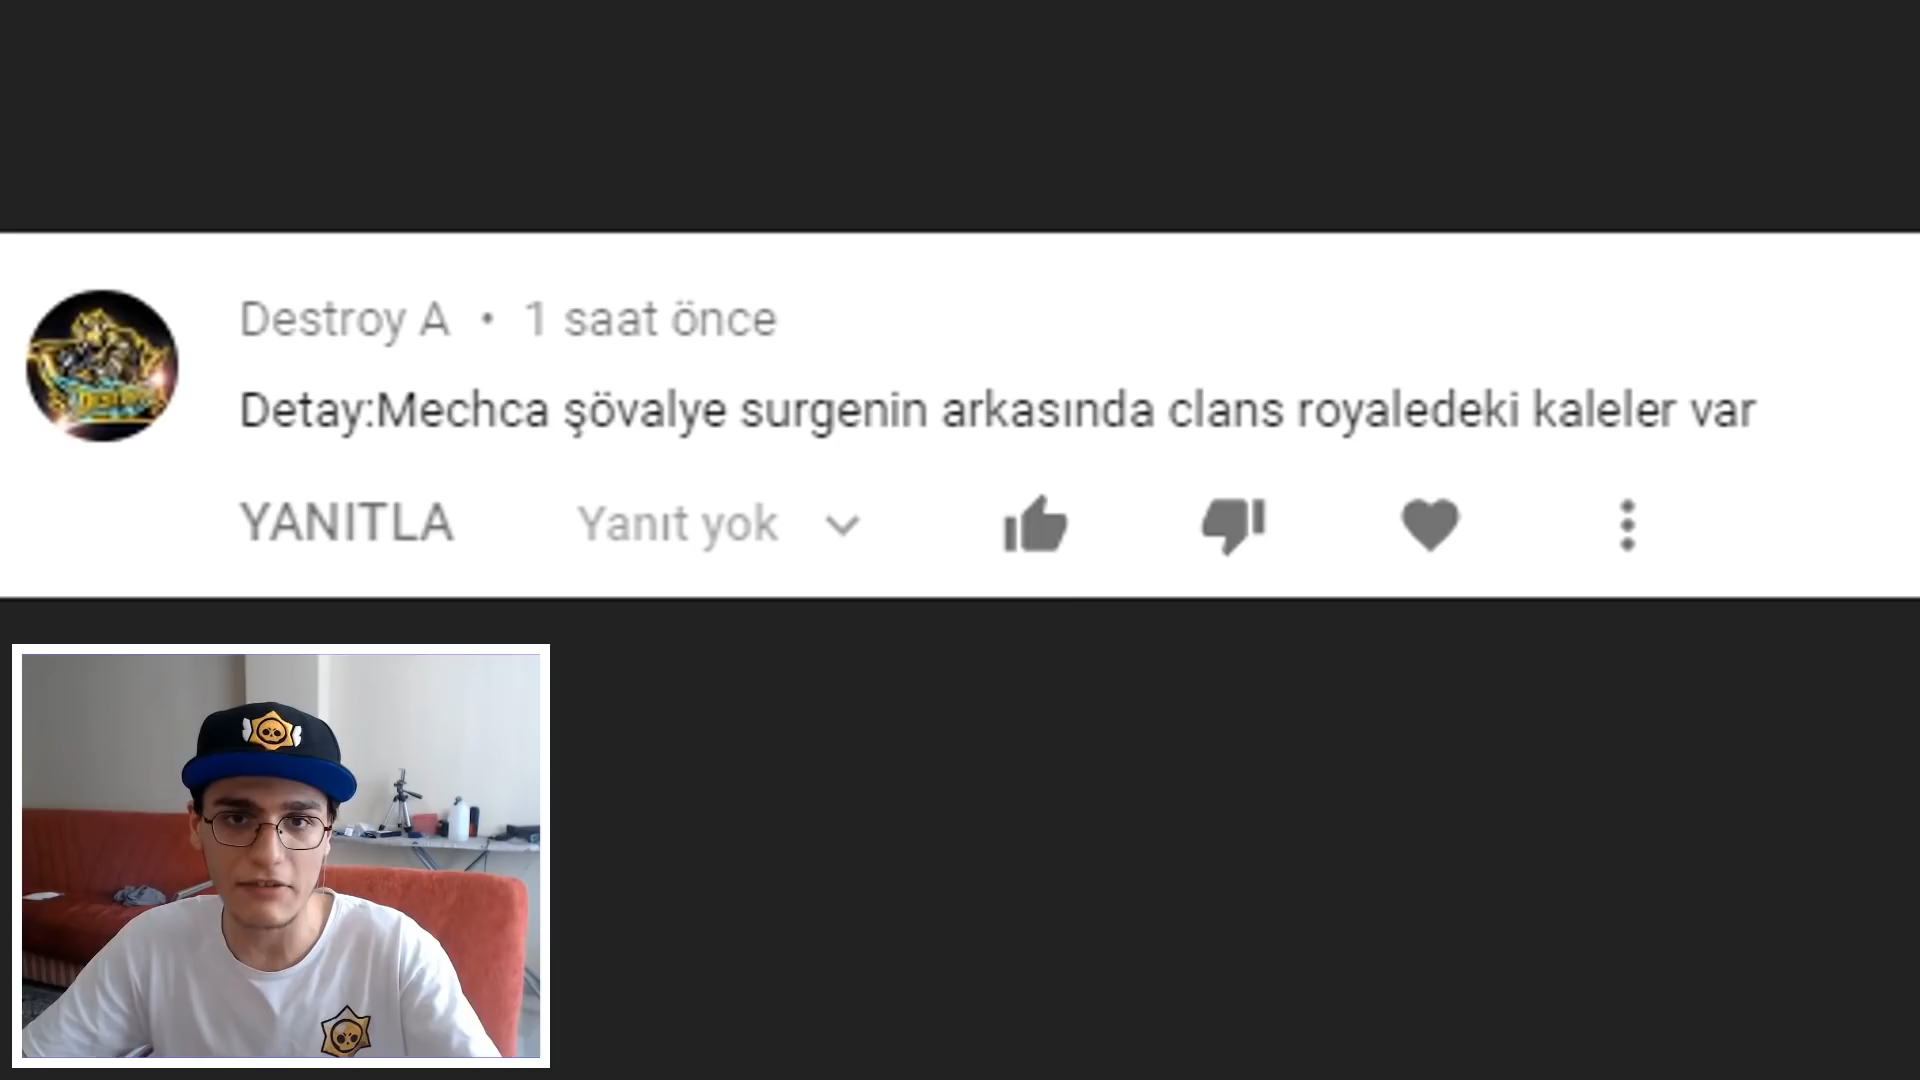 Destroy A • 1 saat önce
Detay:Mechca şövalye surgenin arkasında clans royaledeki kaleler var
YANITLA Yanıt yok